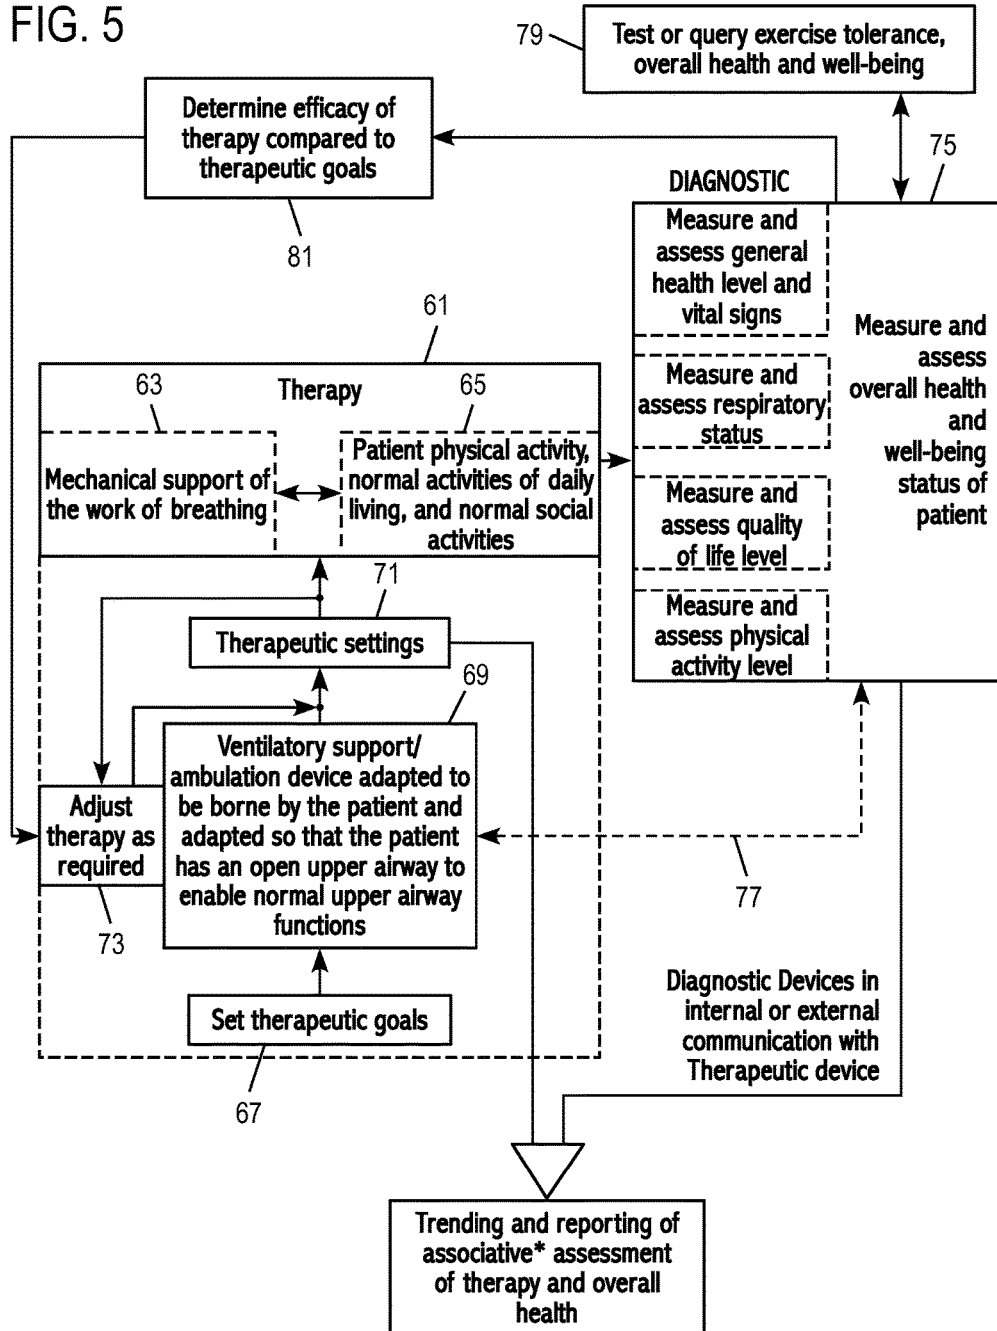 FIG. 5
79
Test or query exercise tolerance,
overall health and well-being
Determine efficacy of
therapy compared to
therapeutic goals
81
75
DIAGNOSTIC
Measure and
assess general
health level and
vital signs
Measure and
assess respiratory
status
Measure and
assess quality
of life level
Measure and
assess physical
activity level
Measure and
assess
overall health
and
well-being
status of
patient
61
63
Therapy
65
Mechanical support of
the work of breathing
Patient physical activity,
normal activities of daily
living, and normal social
activities
71
Therapeutic settings
69
Ventilatory support/
ambulation device adapted to
be borne by the patient and
adapted so that the patient
has an open upper airway to
enable normal upper airway
functions
Adjust
therapy as
required
73
77
Set therapeutic goals
67
Diagnostic Devices in
internal or external
communication with
Therapeutic device
Trending and reporting of
associative* assessment
of therapy and overall
health